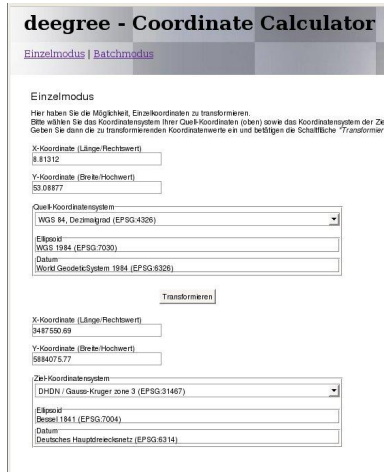 deegree - Coordinate Calculator
Einzelmodus | Batchmodus
Einzelmodus
Hier haben Sie die Möglichkeit, Einzelkoordinaten zu transformieren.
Bitte wählen Sie das Koordinatensystem Ihrer Quell-Koordinaten (oben) sowie das Koordinatensystem der Zie
Geben Sie dann die zu transformierenden Koordinatenwerte ein und betätigen die Schaltfläche "Transformier
X-Koordinate (Länge/Rechtswert)
8.81312
Y-Koordinate (Breite/Hochwert)
53.08877
Quell-Koordinatensystem
WGS 84, Dezimalgrad (EPSG:4326)
Ellipsoid
WGS 1984 (EPSG:7030)
Datum
World GeodeticSystem 1984 (EPSG:6326)
Transformieren
X-Koordinate (Länge/Rechtswert)
3487550.69
Y-Koordinate (Breite/Hochwert)
5884075.77
Ziel-Koordinatensystem
DHDN / Gauss-Kruger zone 3 (EPSG:31467)
Ellipsoid
Bessel 1841 (EPSG:7004)
Datum
Deutsches Hauptdreiecksnetz (EPSG:6314)